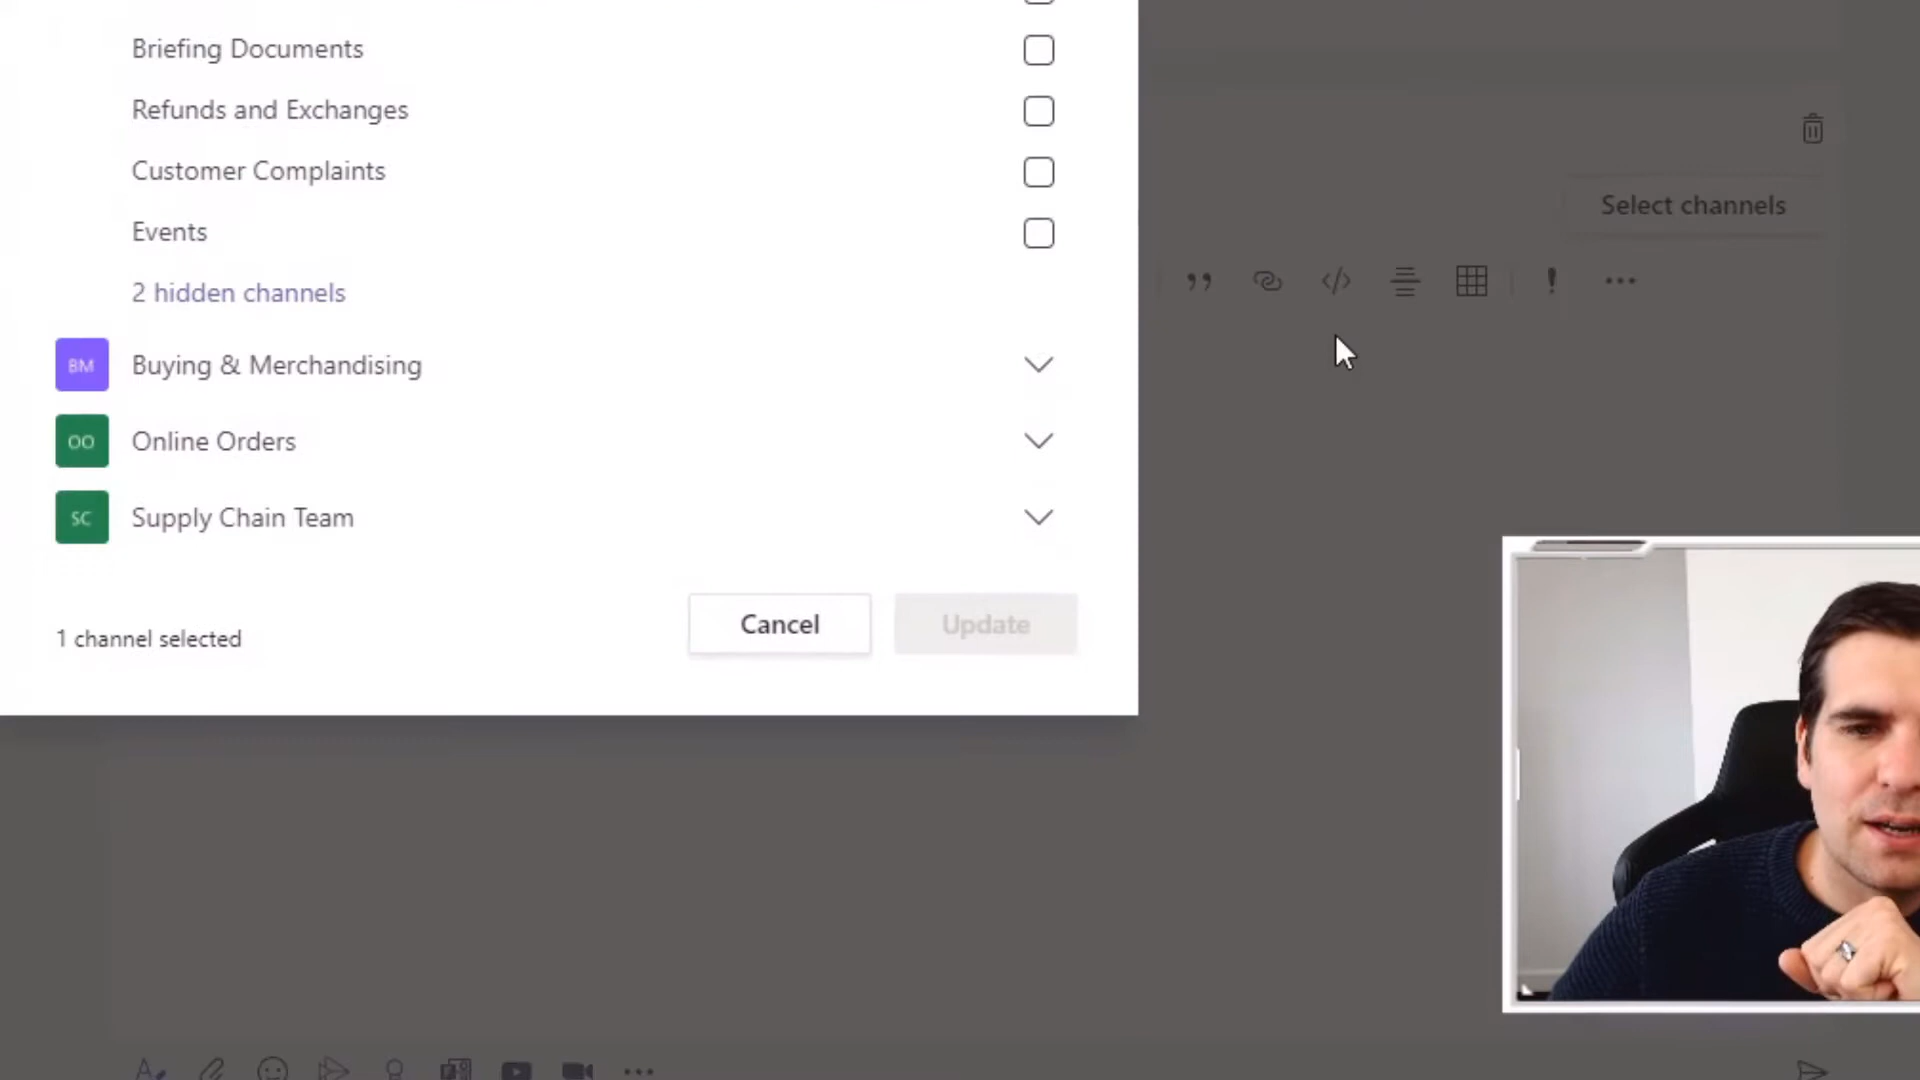 Briefing Documents
Refunds and Exchanges
Customer Complaints
Events
2 hidden channels
BM Buying & Merchandising
OO Online Orders
SC Supply Chain Team
1 channel selected
Cancel
Update
Select channels